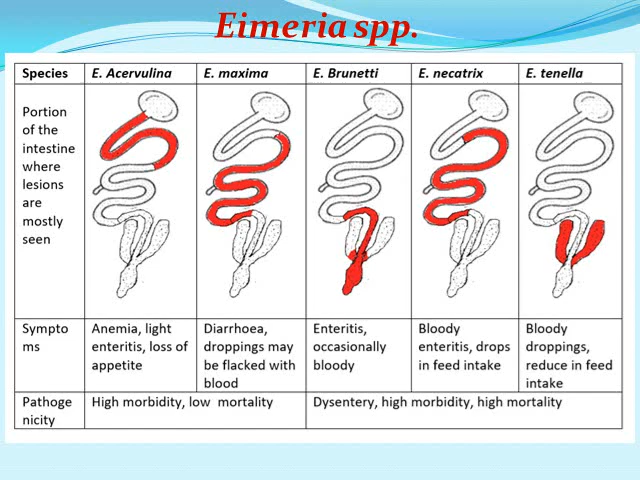 Eimeria spp.
Species
E. Acervulina
E. maxima
E. Brunetti
E. necatrix
E. tenella
Portion
of the
intestine
where
lesions
are
mostly
seen
Sympto
ms
Anemia, light
enteritis, loss of
appetite
Diarrhoea,
droppings may
be flacked with
blood
Enteritis,
occasionally
bloody
Bloody
enteritis, drops
in feed intake
Bloody
droppings,
reduce in feed
intake
Pathoge
nicity
High morbidity, low mortality
Dysentery, high morbidity, high mortality